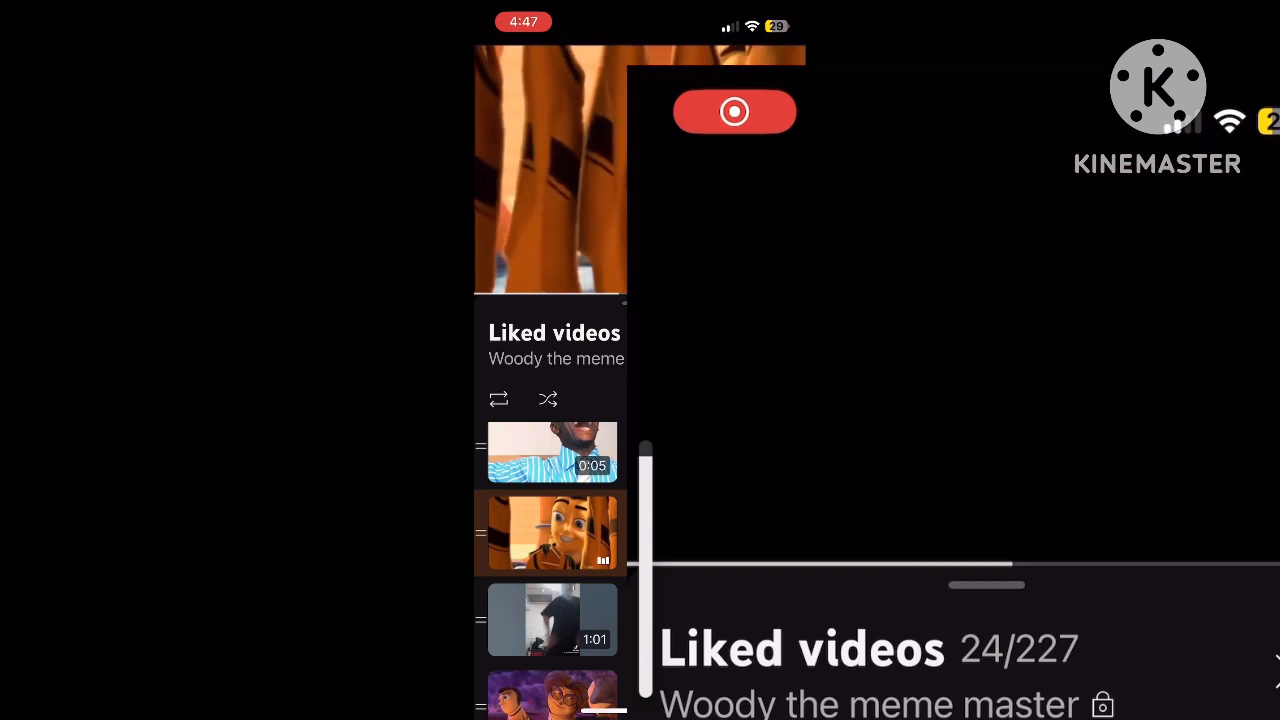 4:47
29
K
KINEMASTER
Liked videos
Woody the meme
0:05
1:01
Liked videos 24/227
Woody the meme master